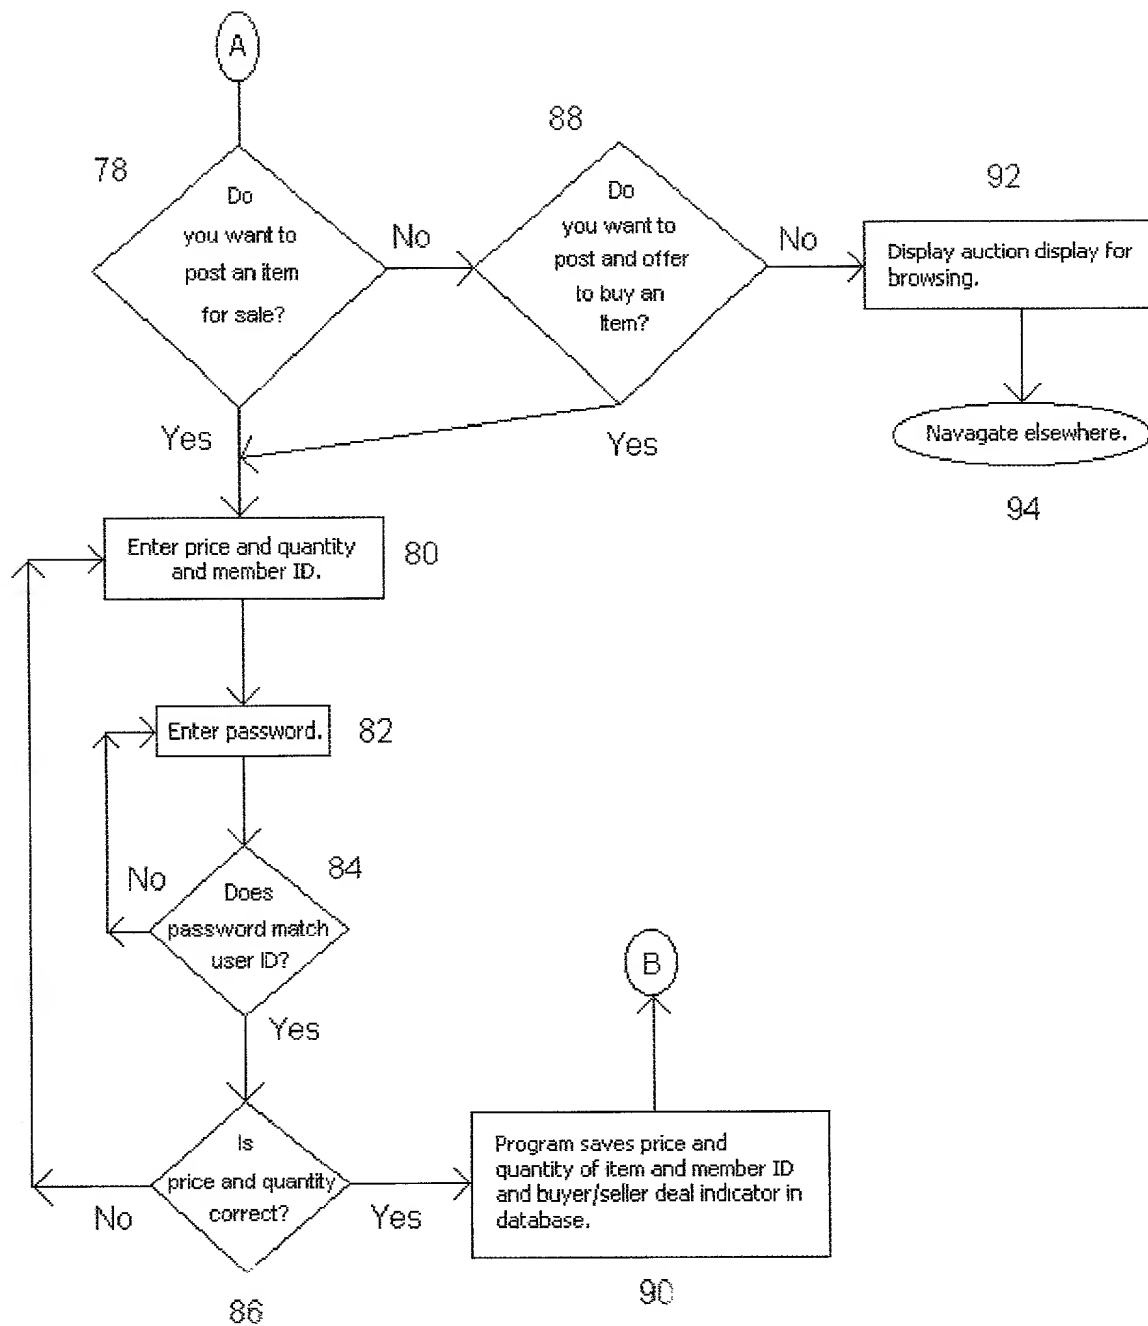 A
78
Do
you want to
post an item
for sale?
No
88
Do
you want to
post and offer
to buy an
Item?
No
92
Display auction display for
browsing.
Yes
Yes
Navagate elsewhere.
94
Enter price and quantity
and member ID.
80
Enter password.
82
No
84
Does
password match
user ID?
Yes
B
Is
price and quantity
correct?
No
Yes
86
Program saves price and
quantity of item and member ID
and buyer/seller deal indicator in
database.
90